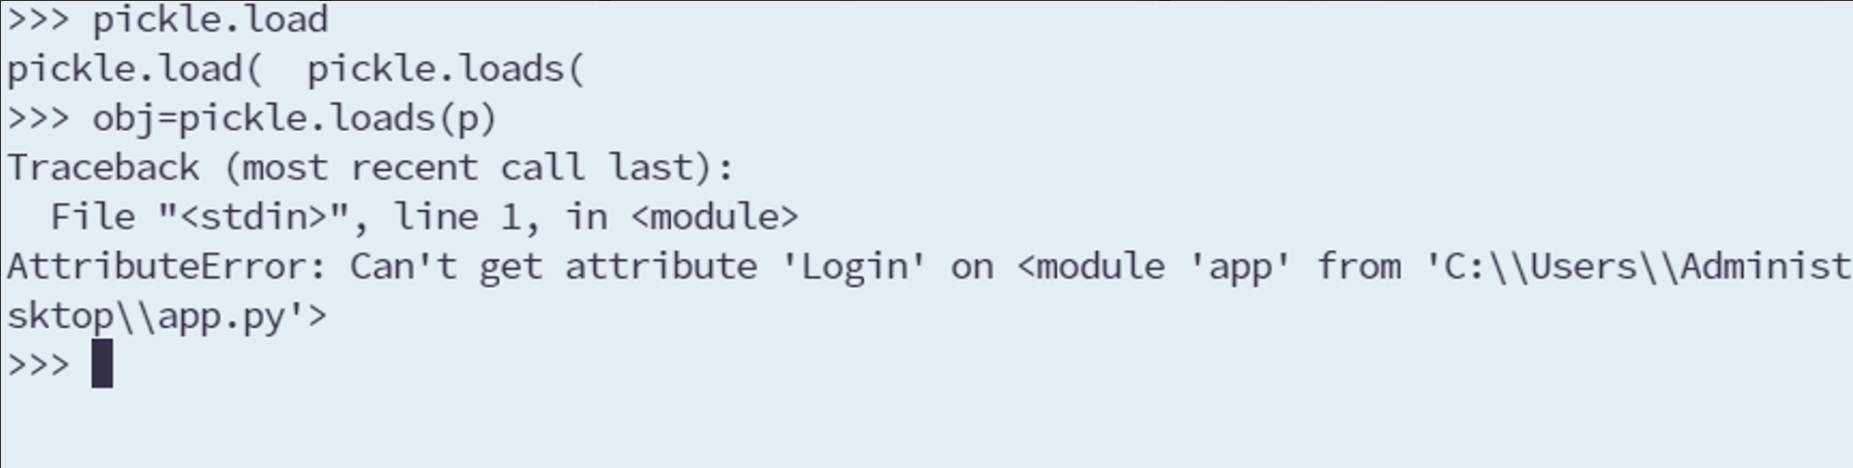 >>> pickle.load
pickle.load(  pickle.loads(
>>> obj=pickle.loads(p)
Traceback (most recent call last):
  File "<stdin>", line 1, in <module>
AttributeError: Can't get attribute 'Login' on <module 'app' from 'C:\\Users\\Administ
sktop\\app.py'>
>>>